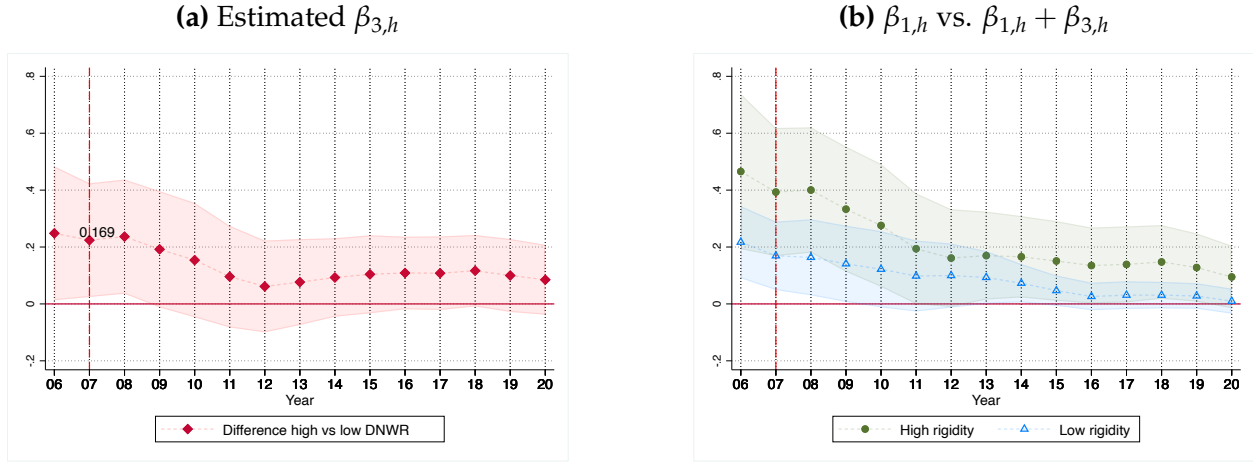 (a) Estimated β3,h
.8
.6
.4
.2
0
-.2
0.169
06 07 08 09 10 11 12 13 14 15 16 17 18 19 20
Year
Difference high vs low DNWR
(b) β1,h vs. β1,h + β3,h
.8
.6
.4
.2
0
-.2
06 07 08 09 10 11 12 13 14 15 16 17 18 19 20
Year
High rigidity Low rigidity